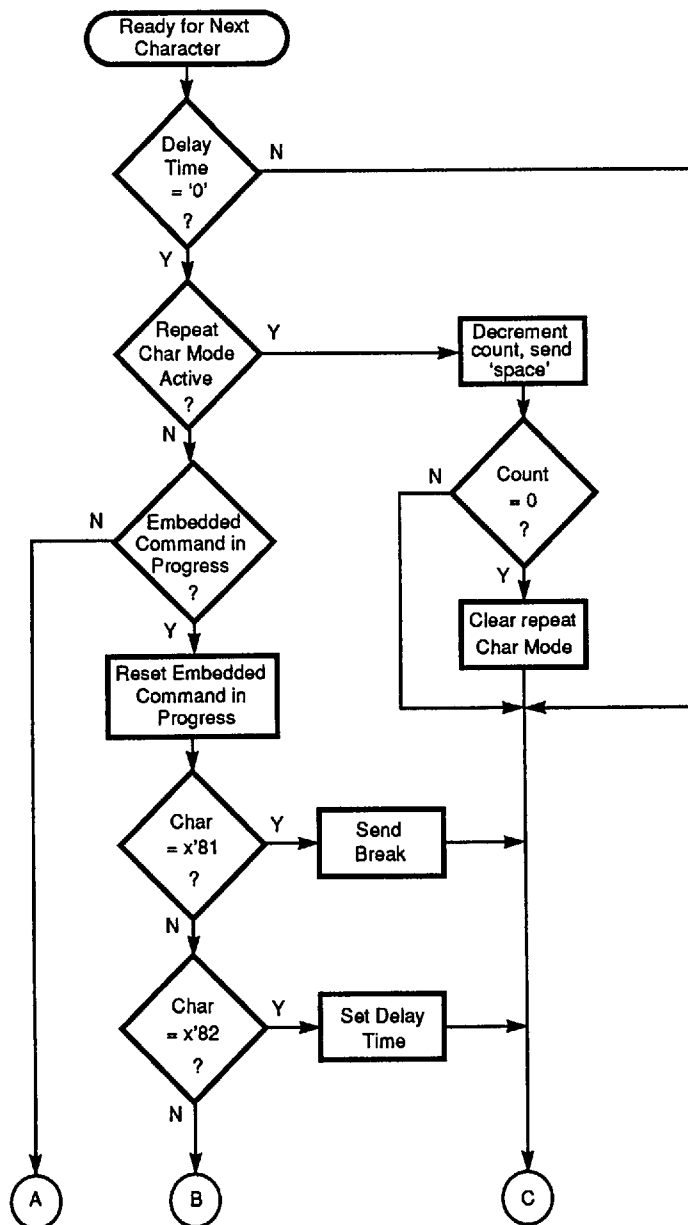 Ready for Next
Character
Delay
Time
= '0'
?
N
Y
Repeat
Char Mode
Active
?
Y
N
Decrement
count, send
'space'
Count
= 0
?
N
Y
Clear repeat
Char Mode
Embedded
Command in
Progress
?
N
Y
Reset Embedded
Command in
Progress
Char
= x'81
?
Y
N
Send
Break
Char
= x'82
?
Y
N
Set Delay
Time
A
B
C